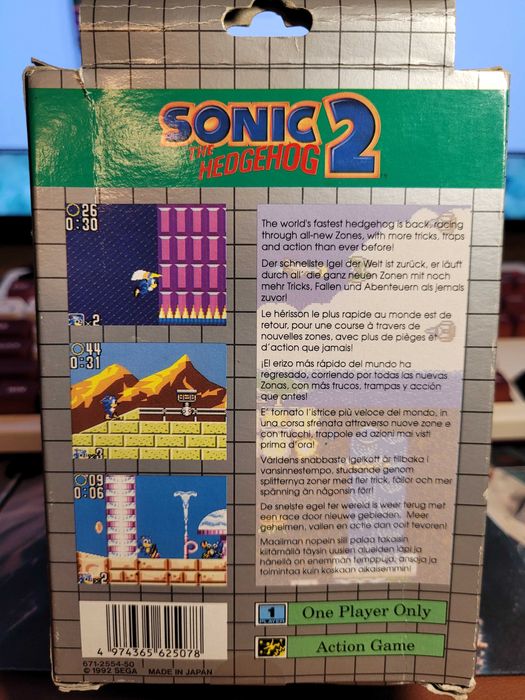 SONIC
THE
HEDGEHOG 2
26
0:30
2
The world's fastest hedgehog is back, racing
through all-new Zones, with more tricks, traps
and action than ever before!
Der schnellste Igel der Welt ist zurück, er läuft
durch all' die ganz neuen Zonen mit noch
mehr Tricks, Fallen und Abenteuern als jemals
zuvor!
Le hérisson le plus rapide au monde est de
retour, pour une course à travers de
nouvelles zones, avec plus de pièges et
d'action que jamais!
44
0:31
3
¡El erizo más rápido del mundo ha
regresado, corriendo por todas las nuevas
Zonas, con más trucos, trampas y acción
que antes!
E' tornato l'istrice più veloce del mondo, in
una corsa sfrenata attraverso nuove zone e
con trucchi, trappole ed azioni mai visti
prima d'ora!
Världens snabbaste igelkott är tillbaka i
vansinnestempo, studsande genom
splitternya zoner med fler trick, fällor och mer
spänning än någonsin förr!
09
0:06
2
De snelste egel ter wereld is weer terug met
een race door nieuwe gebieden. Meer
geheimen, vallen en actie dan ooit tevoren!
Maailman nopein siili palaa takaisin
kiitämällä täysin uusien alueiden läpi ja
hänellä on enemmän temppuja, ansoja ja
toimintaa kuin koskaan aikaisemmin!
4 974365 625078
671-2554-50
© 1992 SEGA MADE IN JAPAN
1
PLAYER
One Player Only
Action Game